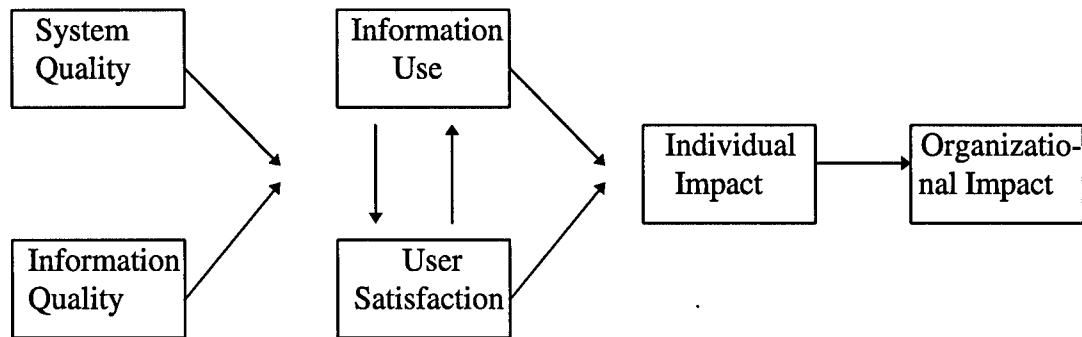 System
Quality
Information
Use
Individual
Impact
Organizatio-
nal Impact
Information
Quality
User
Satisfaction